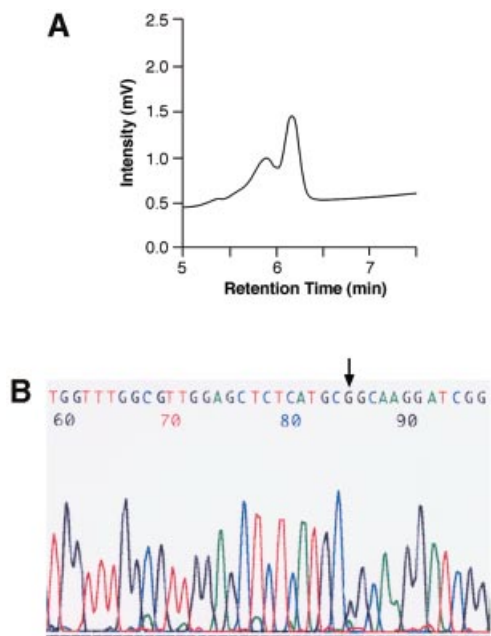 A
2.5
2.0
1.5
1.0
0.5
0.0
Intensity (mV)
5 6 7
Retention Time (min)
B
TGGTTTGGCGTTGGAGCTCTCATGCGGCAAGGATCGG
60 70 80 90